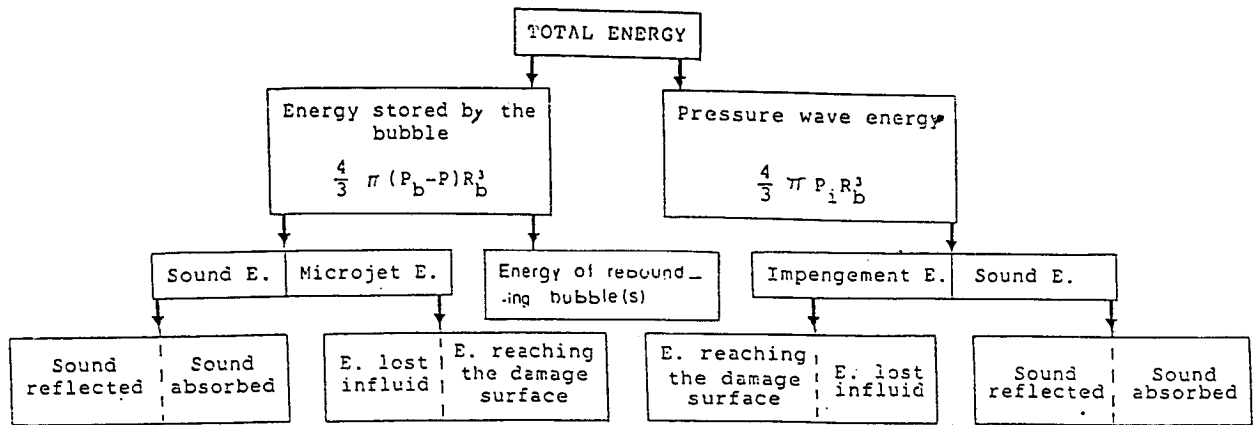 TOTAL ENERGY
Energy stored by the
bubble
4/3 π (P_b-P)R_b^3
Pressure wave energy
4/3 π P_i R_b^3
Sound E.
Microjet E.
Energy of rebound_
-ing bubble(s)
Impengement E.
Sound E.
Sound
reflected
Sound
absorbed
E. lost
influid
E. reaching
the damage
surface
E. reaching
the damage
surface
E. lost
influid
Sound
reflected
Sound
absorbed